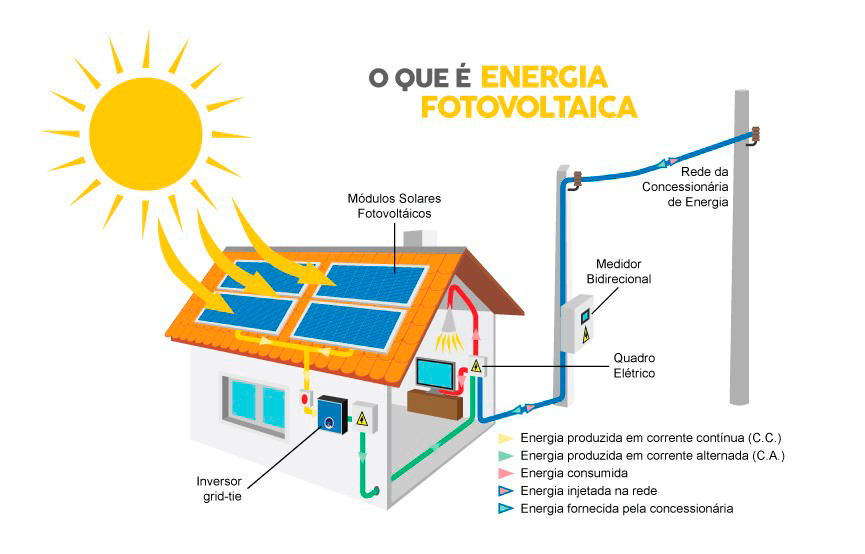 O QUE É ENERGIA
FOTOVOLTAICA
Módulos Solares
Fotovoltáicos
Rede da
Concessionária
de Energia
Medidor
Bidirecional
Quadro
Elétrico
Inversor
grid-tie
Energia produzida em corrente contínua (C.C.)
Energia produzida em corrente alternada (C.A.)
Energia consumida
Energia injetada na rede
Energia fornecida pela concessionária